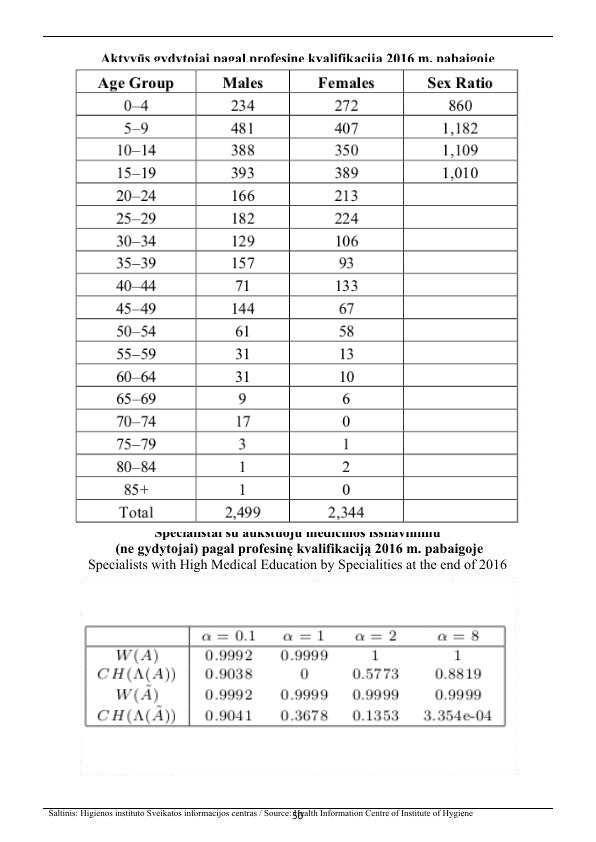 Aktyvūs gydytojai pagal profesinę kvalifikaciją 2016 m. pabaigoje
Age Group Males Females Sex Ratio
0–4 234 272 860
5–9 481 407 1,182
10–14 388 350 1,109
15–19 393 389 1,010
20–24 166 213
25–29 182 224
30–34 129 106
35–39 157 93
40–44 71 133
45–49 144 67
50–54 61 58
55–59 31 13
60–64 31 10
65–69 9 6
70–74 17 0
75–79 3 1
80–84 1 2
85+ 1 0
Total 2,499 2,344
Specialistai su aukštuoju medicinos išsilavinimu
(ne gydytojai) pagal profesinę kvalifikaciją 2016 m. pabaigoje
Specialists with High Medical Education by Specialities at the end of 2016
α = 0.1 α = 1 α = 2 α = 8
W(A) 0.9992 0.9999 1 1
CH(Λ(A)) 0.9038 0 0.5773 0.8819
W(Ã) 0.9992 0.9999 0.9999 0.9999
CH(Λ(Ã)) 0.9041 0.3678 0.1353 3.354e-04
Šaltinis: Higienos instituto Sveikatos informacijos centras / Source: Health Information Centre of Institute of Hygiene
50